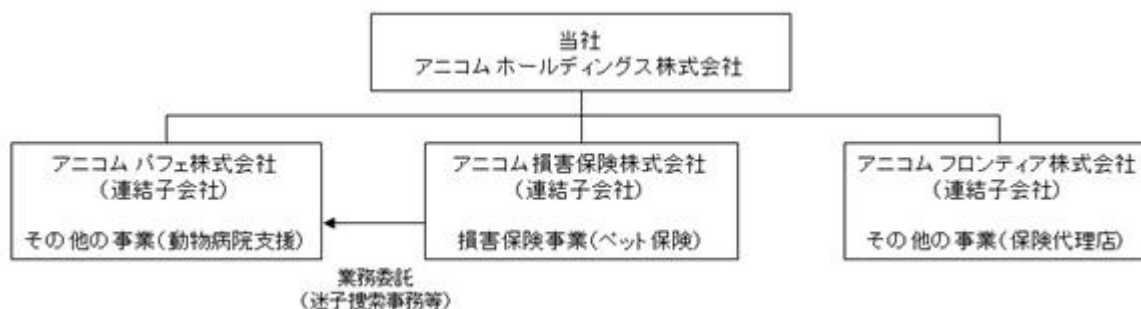 当社
アニコム ホールディングス株式会社
アニコム パフェ株式会社
（連結子会社）
その他の事業（動物病院支援）
アニコム損害保険株式会社
（連結子会社）
損害保険事業（ペット保険）
アニコム フロンティア株式会社
（連結子会社）
その他の事業（保険代理店）
業務委託
（迷子捜索事務等）